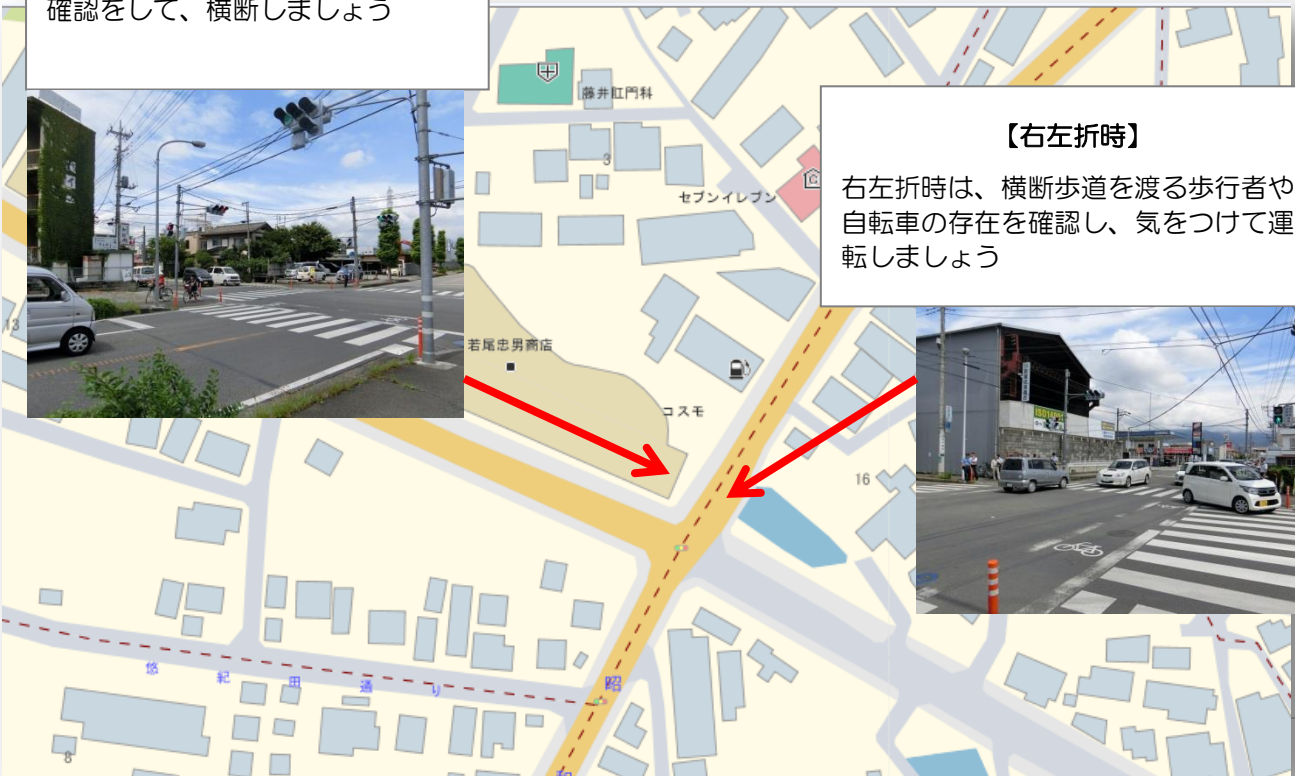 確認をして、横断しましょう
藤井肛門科
3
セブンイレブン
【右左折時】
右左折時は、横断歩道を渡る歩行者や
自転車の存在を確認し、気をつけて運
転しましょう
13
若尾忠男商店
コスモ
16
ISO14001
悠紀田通り
昭
和
8